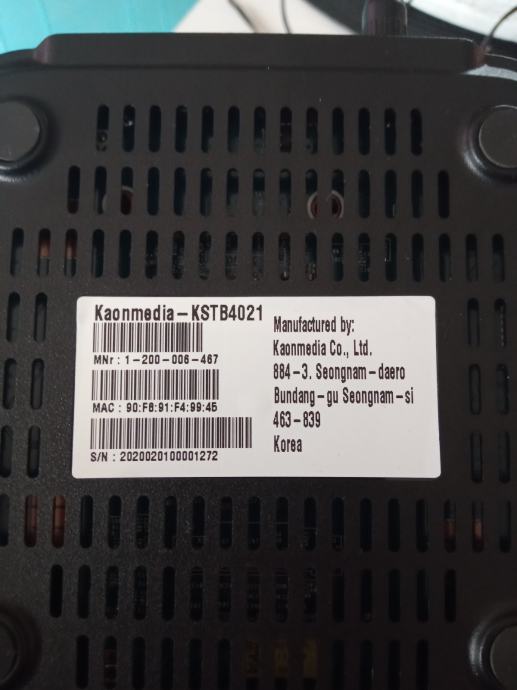 Kaonmedia-KSTB4021
MNr : 1-200-006-467
MAC : 90:F6:91:F4:99:45
S/N : 2020020100001272
Manufactured by:
Kaonmedia Co., Ltd.
884-3, Seongnam-daero
Bundang-gu Seongnam-si
463-839
Korea